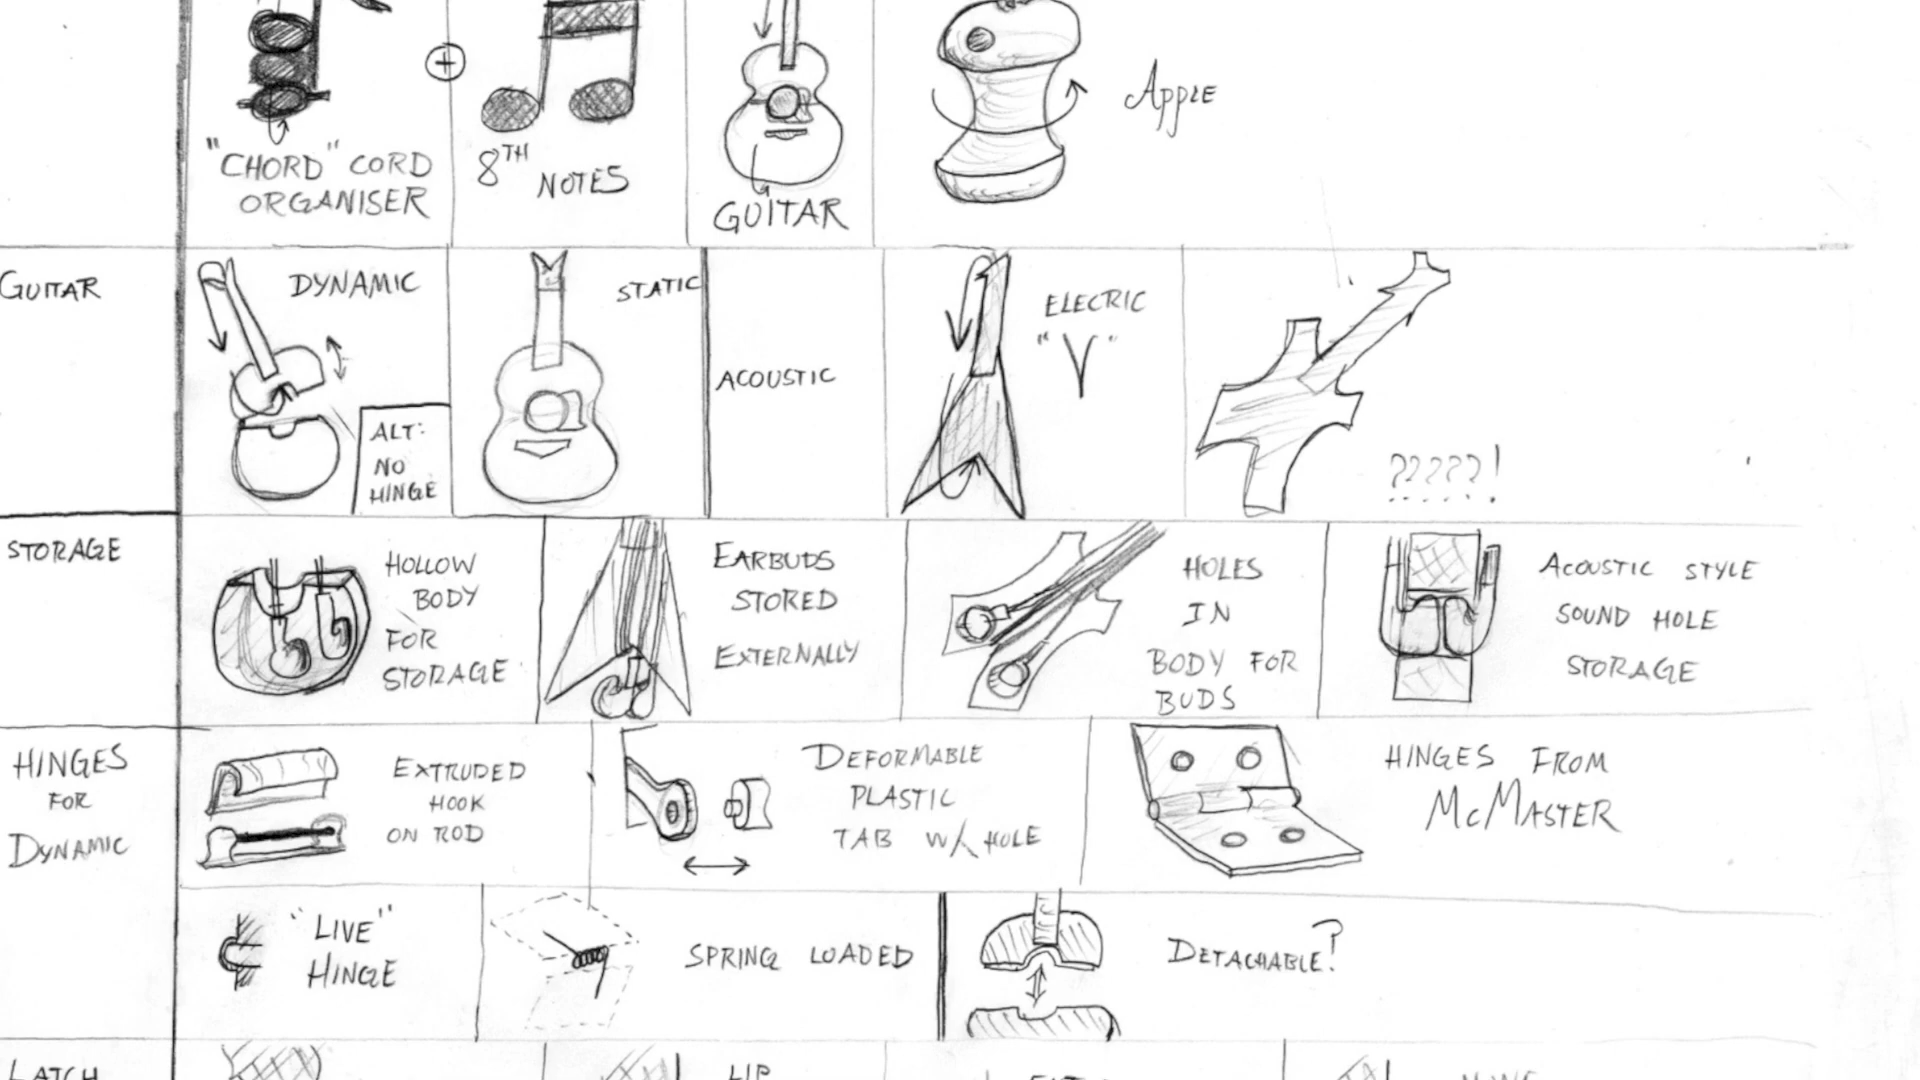 "CHORD" CORD
ORGANISER
8TH NOTES
GUITAR
Apple
GUITAR
DYNAMIC
ALT:
NO
HINGE
STATIC
ACOUSTIC
ELECTRIC
"V"
?????!
STORAGE
HOLLOW
BODY
FOR
STORAGE
EARBUDS
STORED
EXTERNALLY
HOLES
IN
BODY FOR
BUDS
ACOUSTIC STYLE
SOUND HOLE
STORAGE
HINGES
FOR
DYNAMIC
EXTRUDED
HOOK
ON ROD
DEFORMABLE
PLASTIC
TAB W/ HOLE
HINGES FROM
McMASTER
"LIVE"
HINGE
SPRING LOADED
DETACHABLE?
LATCH
LIP